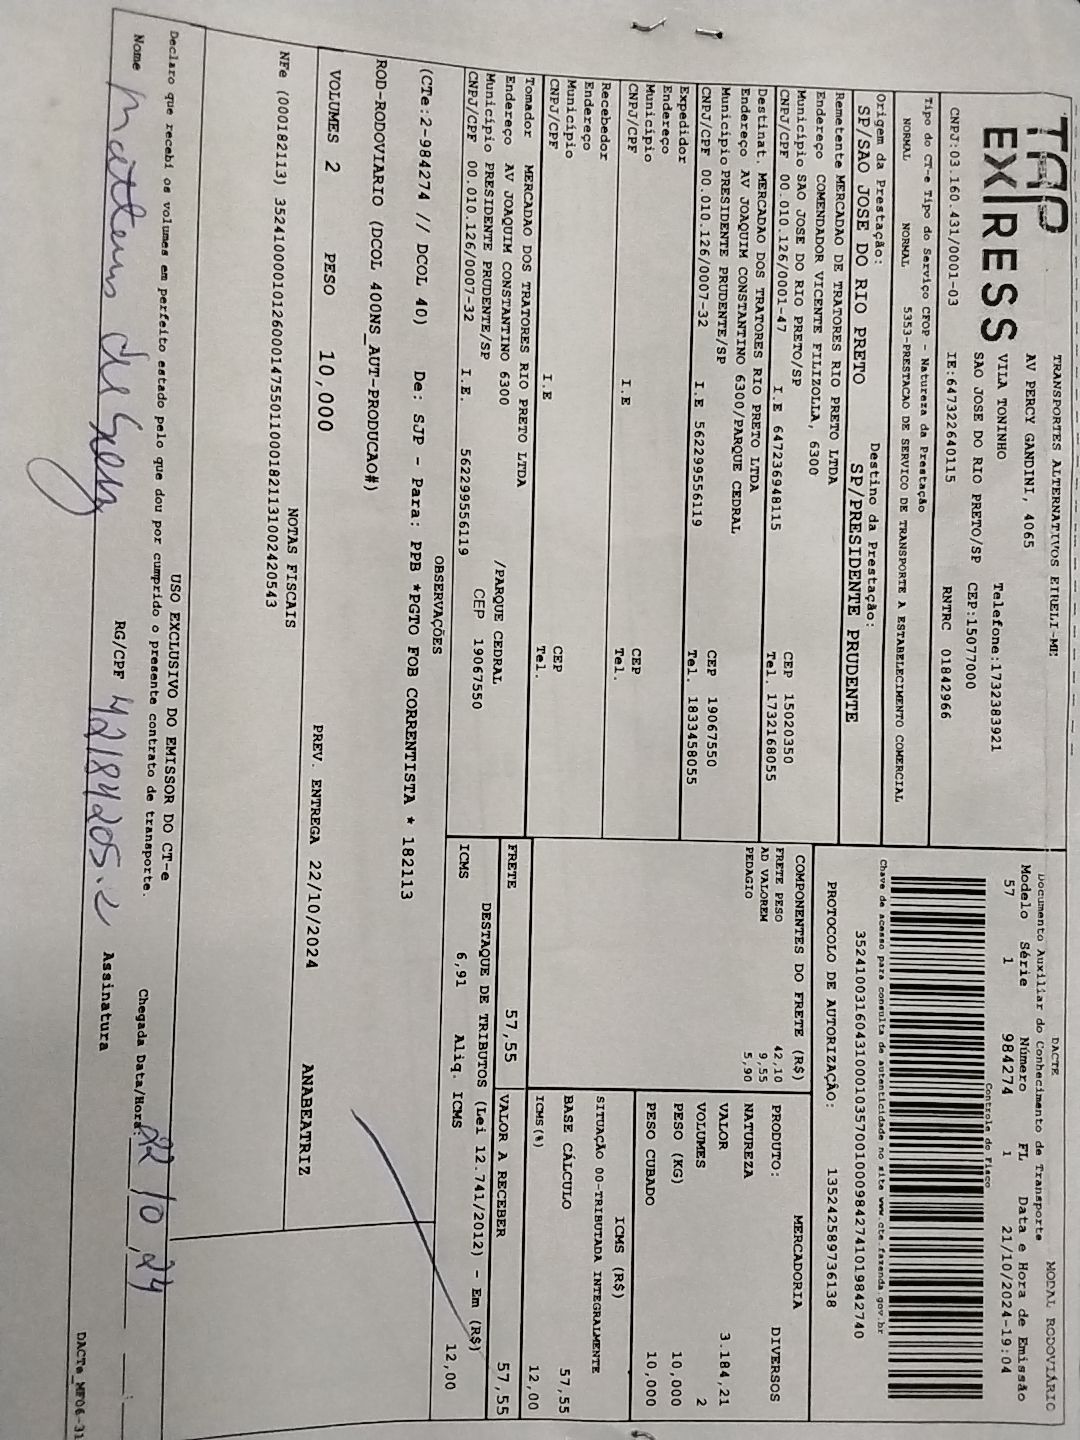 TAP
EXPRESS
TRANSPORTES ALTERNATIVOS EIRELI-ME
AV PERCY GANDINI, 4065
VILA TONINHO Telefone:1732383921
SAO JOSE DO RIO PRETO/SP CEP:15077000
CNPJ:03.160.431/0001-03 IE:647322640115 RNTRC 01842966
Tipo do CT-e Tipo do Serviço CFOP - Natureza da Prestação
NORMAL NORMAL 5353-PRESTACAO DE SERVICO DE TRANSPORTE A ESTABELECIMENTO COMERCIAL
Origem da Prestação: Destino da Prestação:
SP/SAO JOSE DO RIO PRETO SP/PRESIDENTE PRUDENTE
Remetente MERCADAO DE TRATORES RIO PRETO LTDA
Endereço COMENDADOR VICENTE FILIZOLLA, 6300
Município SAO JOSE DO RIO PRETO/SP CEP 15020350
CNPJ/CPF 00.010.126/0001-47 I.E 647236948115 Tel. 1732168055
Destinat. MERCADAO DOS TRATORES RIO PRETO LTDA
Endereço AV JOAQUIM CONSTANTINO 6300/PARQUE CEDRAL
Município PRESIDENTE PRUDENTE/SP CEP 19067550
CNPJ/CPF 00.010.126/0007-32 I.E 562299556119 Tel. 1833458055
Expedidor
Endereço
Município CEP
CNPJ/CPF I.E Tel.
Recebedor
Endereço
Município CEP
CNPJ/CPF I.E Tel.
Tomador MERCADAO DOS TRATORES RIO PRETO LTDA
Endereço AV JOAQUIM CONSTANTINO 6300 /PARQUE CEDRAL
Município PRESIDENTE PRUDENTE/SP CEP 19067550
CNPJ/CPF 00.010.126/0007-32 I.E. 562299556119
DACTE MODAL RODOVIÁRIO
Documento Auxiliar do Conhecimento de Transporte
Modelo Série Número FL Data e Hora de Emissão
57 1 984274 1 21/10/2024-19:04
Controle do Fisco
Chave de acesso para consulta de autenticidade no site www.cte.fazenda.gov.br
35241003160431000103570010009842741019842740
PROTOCOLO DE AUTORIZAÇÃO: 135242589736138
COMPONENTES DO FRETE (R$)
FRETE PESO 42,10
AD VALOREM 9,55
PEDAGIO 5,90
MERCADORIA
PRODUTO: DIVERSOS
NATUREZA
VALOR 3.184,21
VOLUMES 2
PESO (KG) 10,000
PESO CUBADO 10,000
ICMS (R$)
SITUAÇÃO 00-TRIBUTADA INTEGRALMENTE
BASE CÁLCULO 57,55
ICMS(%) 12,00
FRETE 57,55 VALOR A RECEBER 57,55
DESTAQUE DE TRIBUTOS (Lei 12.741/2012) - Em (R$)
ICMS 6,91 Aliq. ICMS 12,00
OBSERVAÇÕES
(CTe:2-984274 // DCOL 40) De: SJP - Para: PPB *PGTO FOB CORRENTISTA * 182113
ROD-RODOVIARIO (DCOL 400NS_AUT-PRODUCAO#)
VOLUMES 2 PESO 10,000 PREV. ENTREGA 22/10/2024 ANABEATRIZ
NOTAS FISCAIS
NFe (000182113) 35241000010126000147550110001821131002420543
USO EXCLUSIVO DO EMISSOR DO CT-e
Declaro que recebi os volumes em perfeito estado pelo que dou por cumprido o presente contrato de transporte.
Nome Matteus da Silva RG/CPF Assinatura Chegada Data/Hora: 22/10/24
DACTe_MF06-31